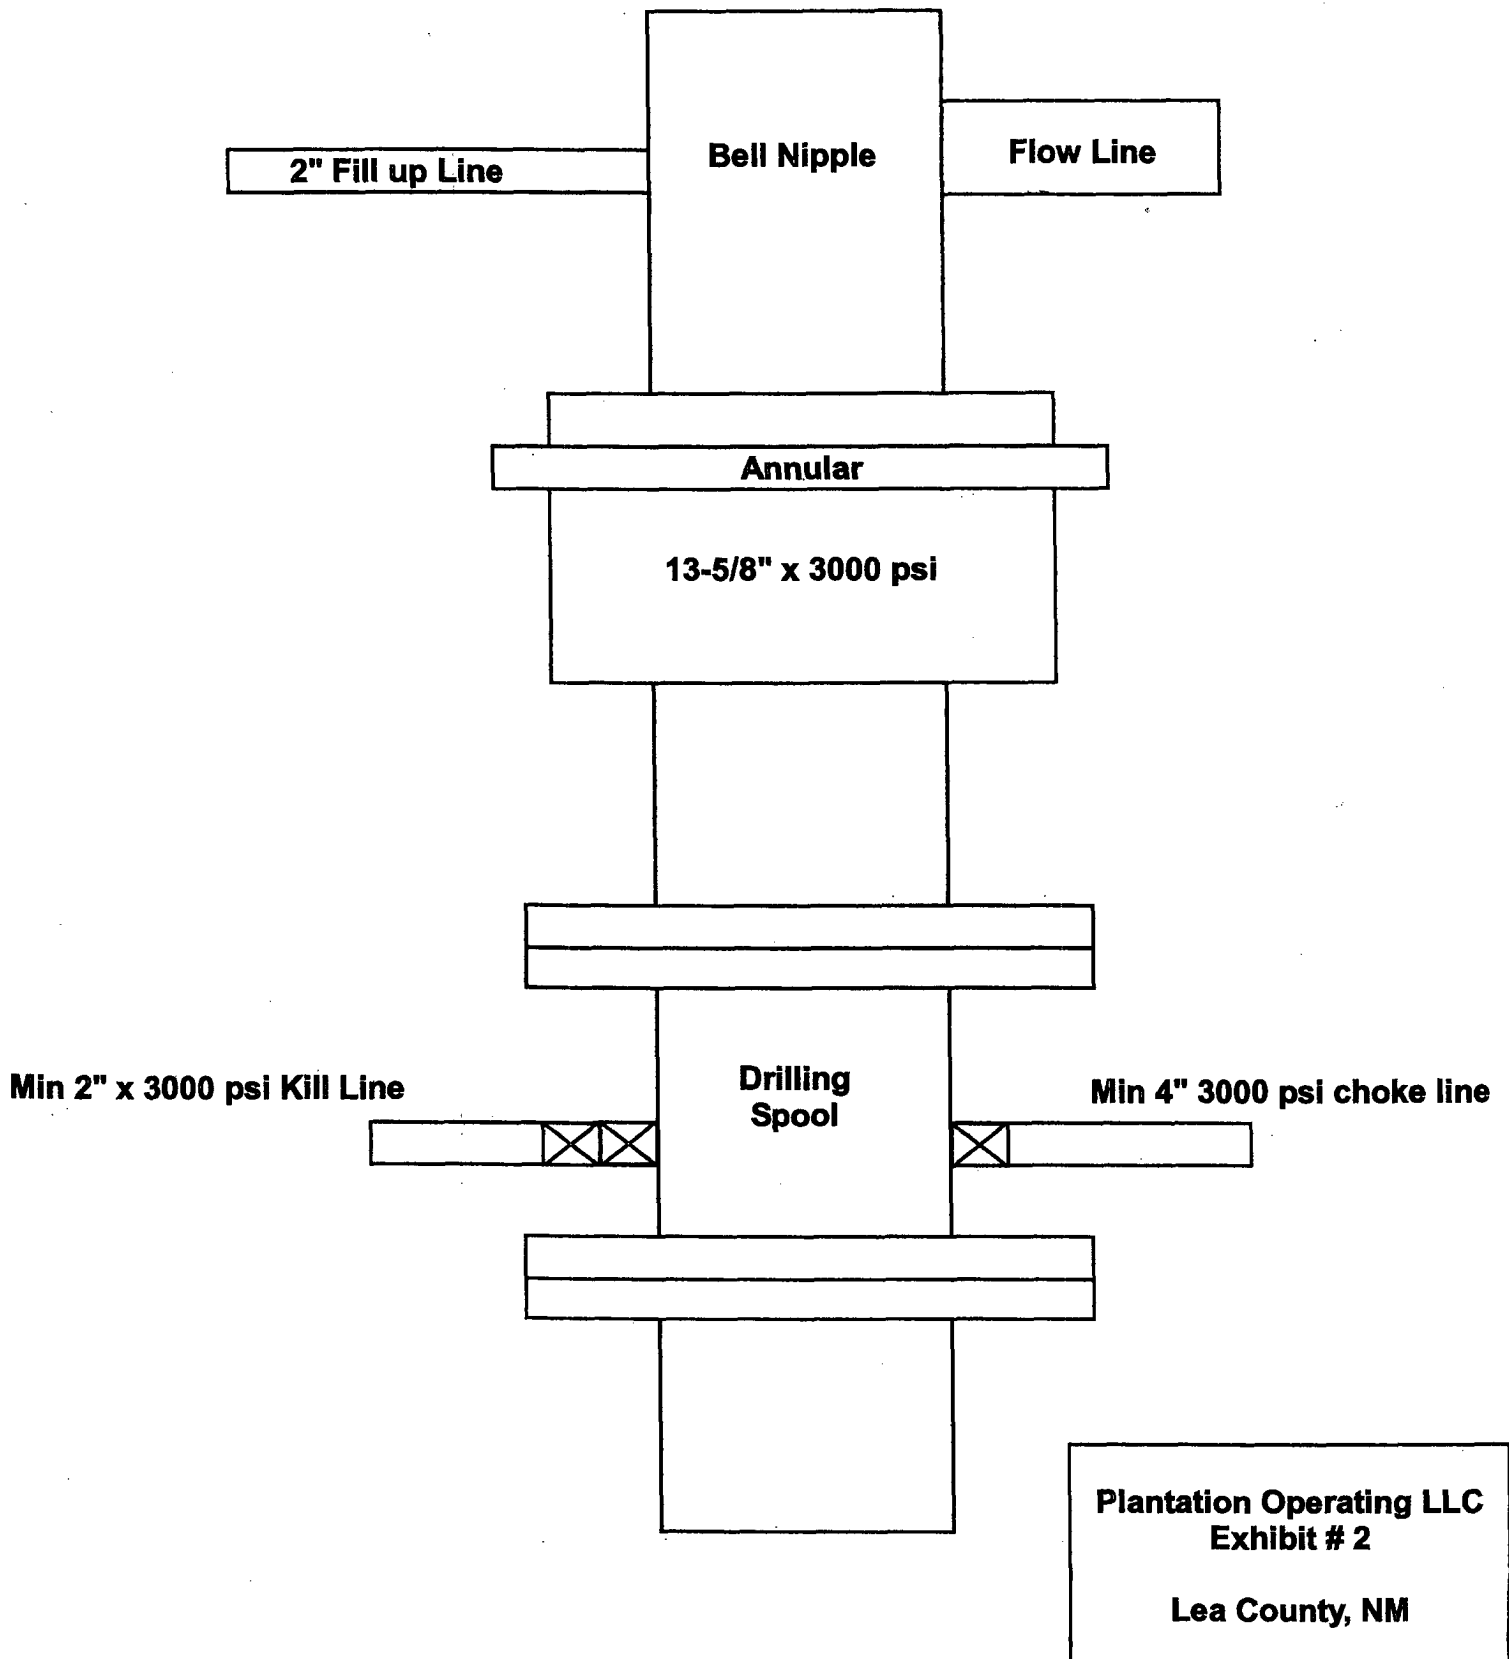 Bell Nipple
Flow Line
2" Fill up Line
Annular
13-5/8" x 3000 psi
Drilling
Spool
Min 2" x 3000 psi Kill Line
Min 4" 3000 psi choke line
Plantation Operating LLC
Exhibit # 2
Lea County, NM